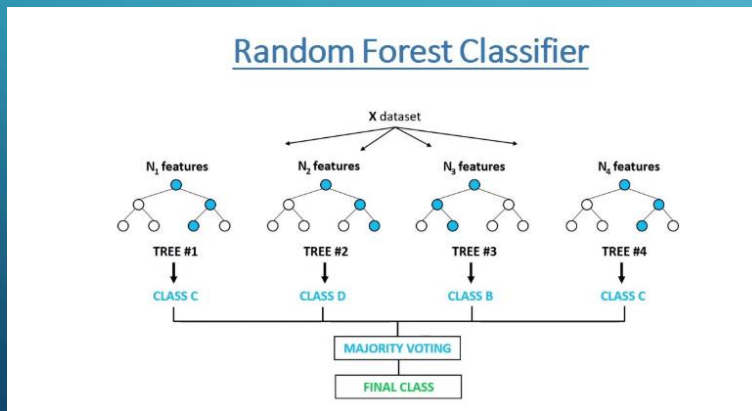 Random Forest Classifier
X dataset
N₁ features N₂ features N₃ features N₄ features
TREE #1 TREE #2 TREE #3 TREE #4
CLASS C CLASS D CLASS B CLASS C
MAJORITY VOTING
FINAL CLASS